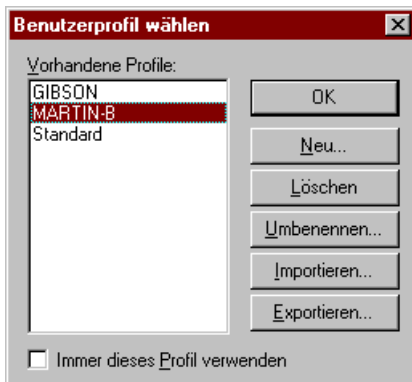 Benutzerprofil wählen
Vorhandene Profile:
GIBSON
MARTIN-B
Standard
OK
Neu...
Löschen
Umbenennen...
Importieren...
Exportieren...
Immer dieses Profil verwenden